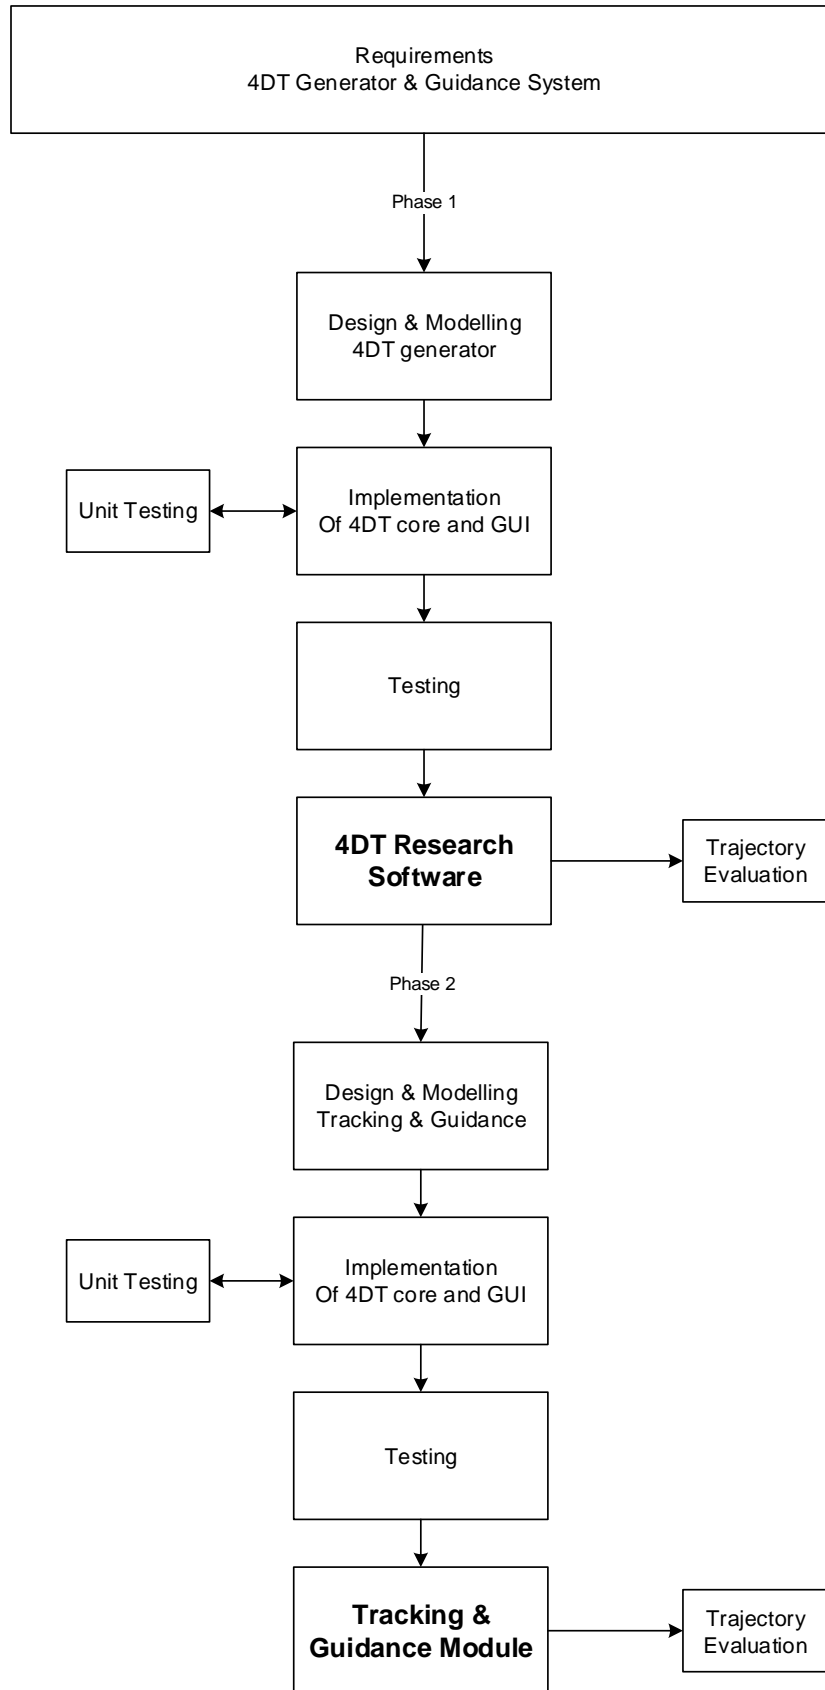 Requirements
4DT Generator & Guidance System
Phase 1
Design & Modelling
4DT generator
Unit Testing
Implementation
Of 4DT core and GUI
Testing
4DT Research
Software
Trajectory
Evaluation
Phase 2
Design & Modelling
Tracking & Guidance
Unit Testing
Implementation
Of 4DT core and GUI
Testing
Tracking &
Guidance Module
Trajectory
Evaluation